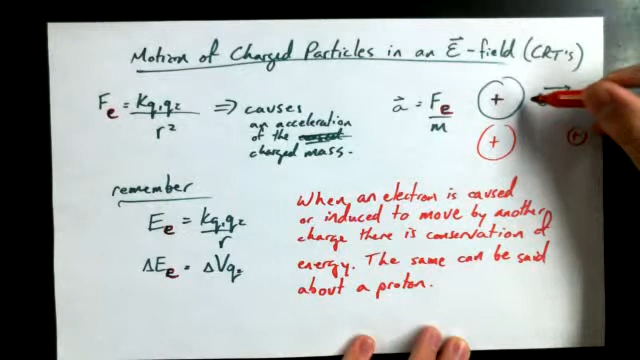 Motion of Charged Particles in an E-field (CRT's)
Fe = Kq1q2 / r² ⇒ causes an acceleration of the charged mass.
a = Fe / m
+
+
+
remember
Ee = kq1q2 / r
ΔEe = ΔVq2
When an electron is caused
or induced to move by another
charge there is conservation of
energy. The same can be said
about a proton.